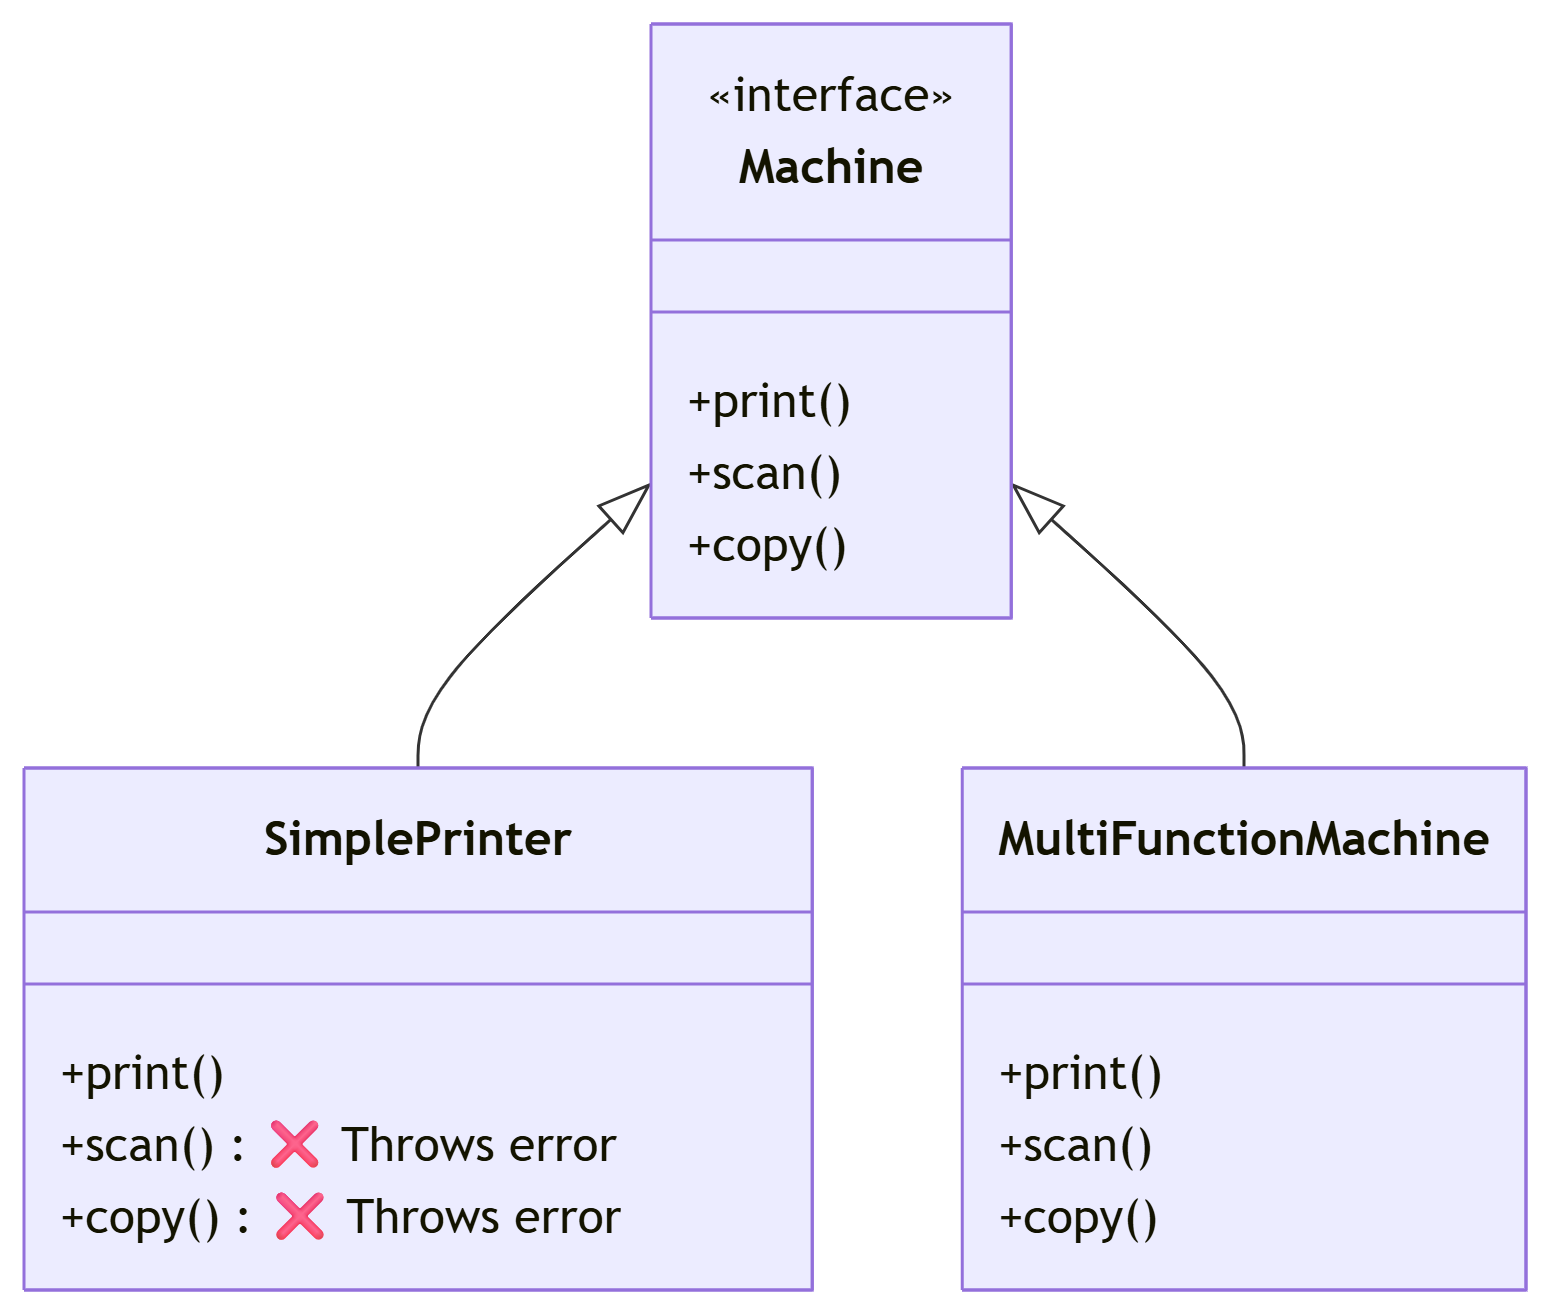 «interface»
Machine
+print()
+scan()
+copy()
SimplePrinter
+print()
+scan() : ❌ Throws error
+copy() : ❌ Throws error
MultiFunctionMachine
+print()
+scan()
+copy()